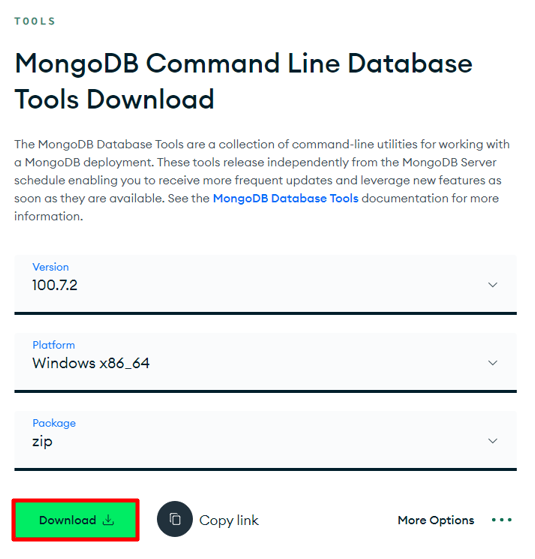 TOOLS
MongoDB Command Line Database
Tools Download
The MongoDB Database Tools are a collection of command-line utilities for working with
a MongoDB deployment. These tools release independently from the MongoDB Server
schedule enabling you to receive more frequent updates and leverage new features as
soon as they are available. See the MongoDB Database Tools documentation for more
information.
Version
100.7.2
Platform
Windows x86_64
Package
zip
Download Copy link More Options